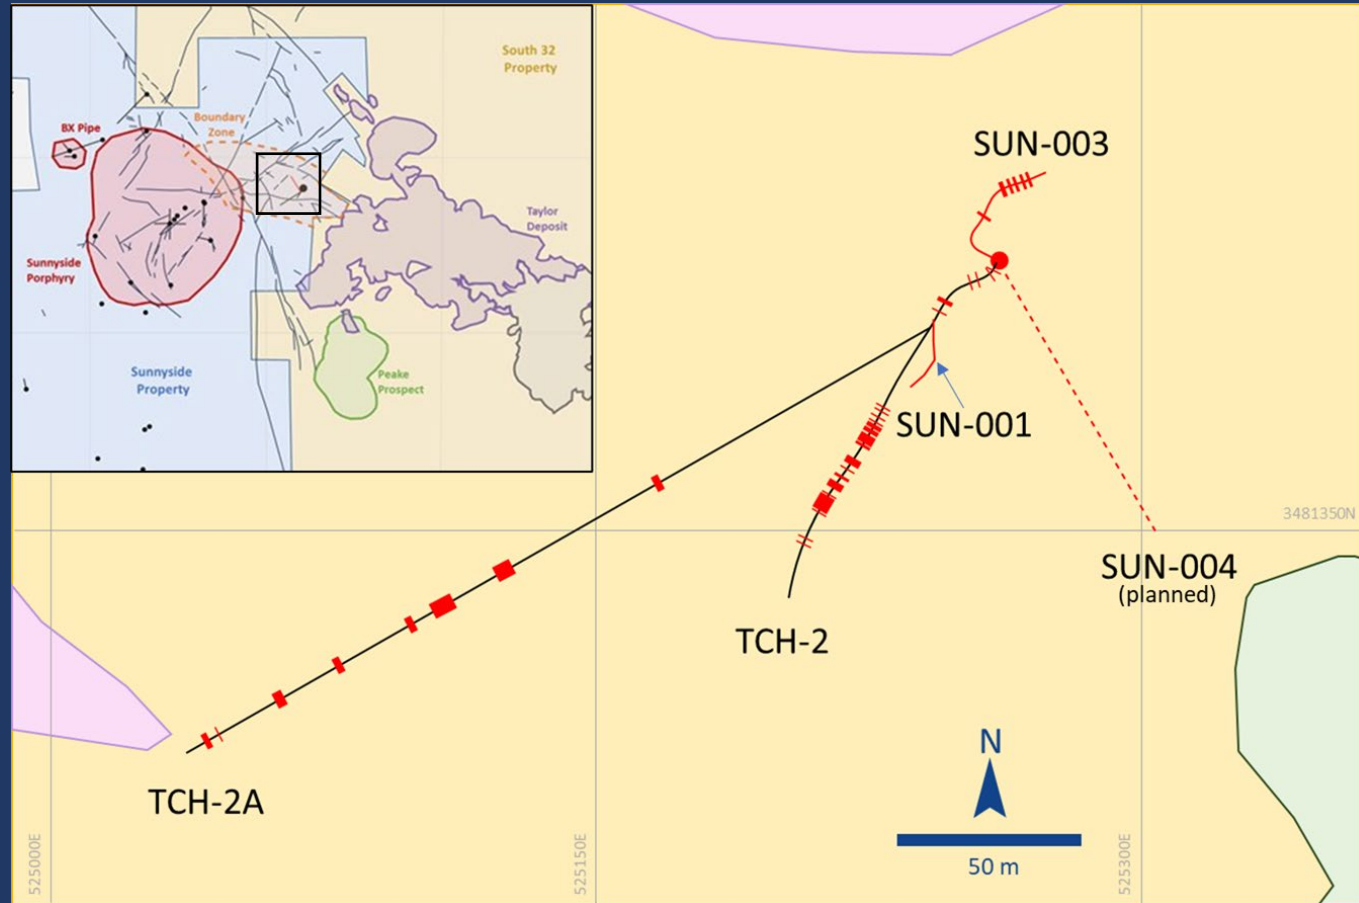 South 32
Property
BX Pipe
Boundary
Zone
Taylor
Deposit
Sunnyside
Porphyry
Sunnyside
Property
Peake
Prospect
SUN-003
SUN-001
3481350N
SUN-004
(planned)
TCH-2
TCH-2A
N
50 m
525000E
525150E
525300E